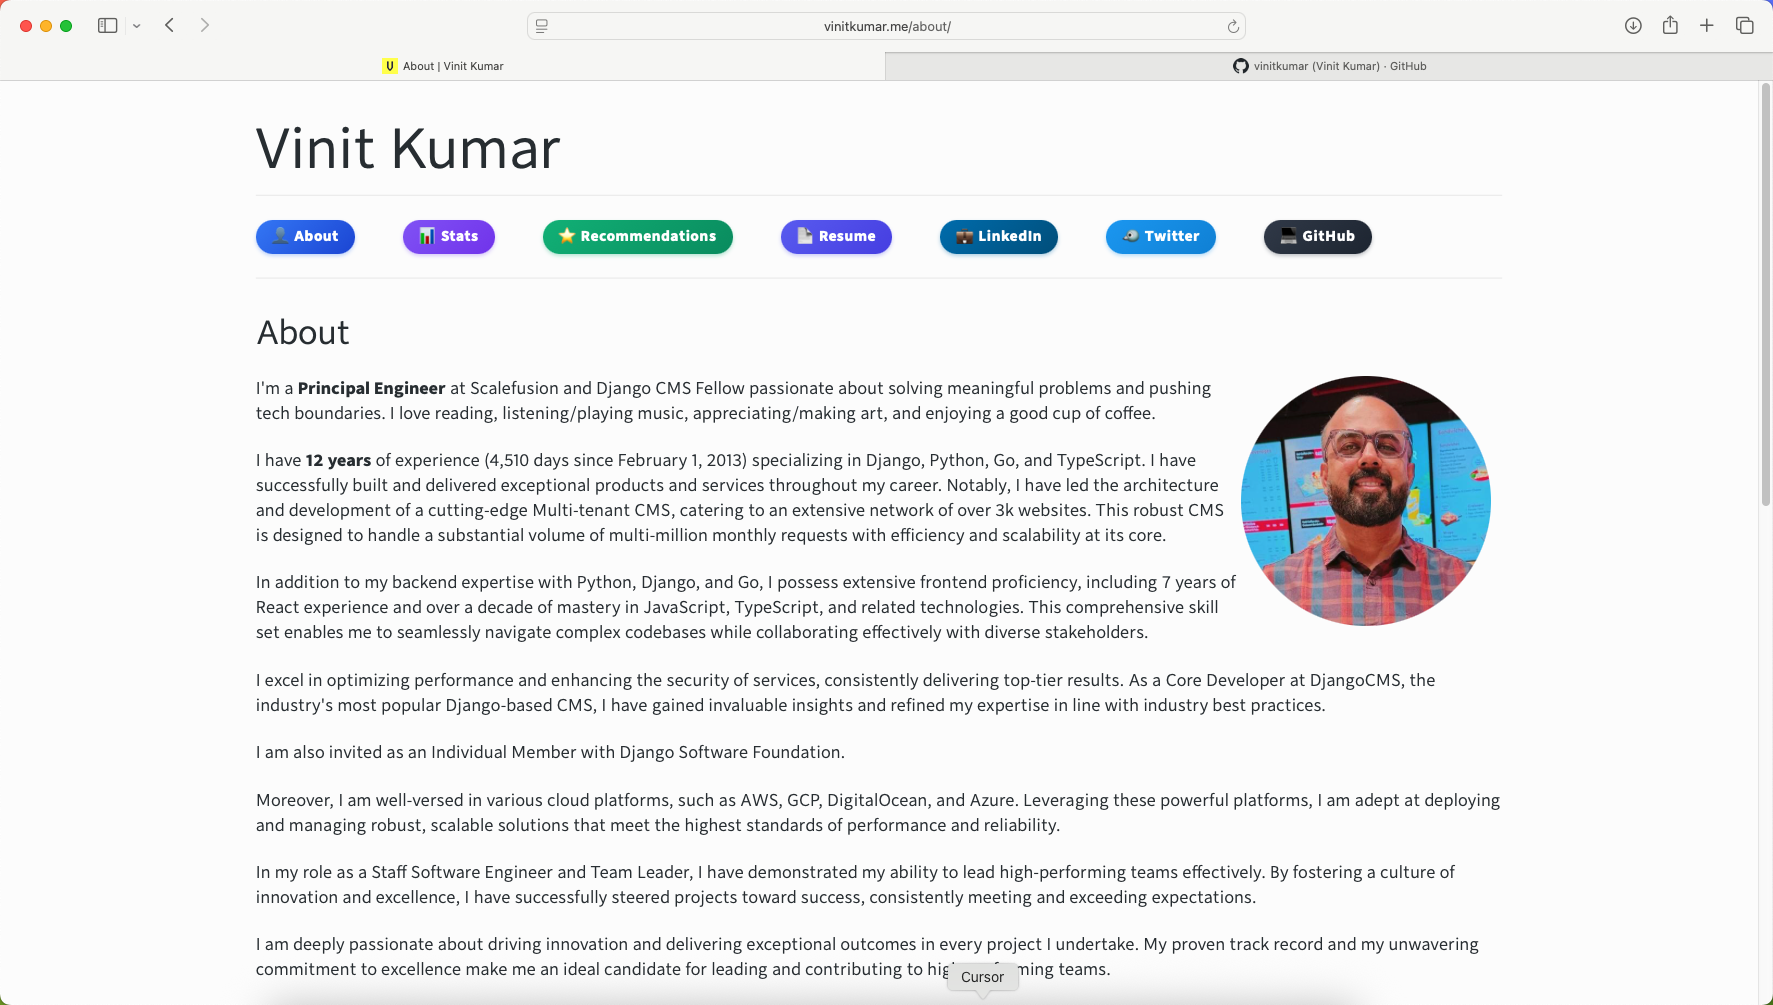 vinitkumar.me/about/
U About | Vinit Kumar
vinitkumar (Vinit Kumar) · GitHub
Vinit Kumar
About
Stats
Recommendations
Resume
LinkedIn
Twitter
GitHub
About
I'm a Principal Engineer at Scalefusion and Django CMS Fellow passionate about solving meaningful problems and pushing
tech boundaries. I love reading, listening/playing music, appreciating/making art, and enjoying a good cup of coffee.
I have 12 years of experience (4,510 days since February 1, 2013) specializing in Django, Python, Go, and TypeScript. I have
successfully built and delivered exceptional products and services throughout my career. Notably, I have led the architecture
and development of a cutting-edge Multi-tenant CMS, catering to an extensive network of over 3k websites. This robust CMS
is designed to handle a substantial volume of multi-million monthly requests with efficiency and scalability at its core.
In addition to my backend expertise with Python, Django, and Go, I possess extensive frontend proficiency, including 7 years of
React experience and over a decade of mastery in JavaScript, TypeScript, and related technologies. This comprehensive skill
set enables me to seamlessly navigate complex codebases while collaborating effectively with diverse stakeholders.
I excel in optimizing performance and enhancing the security of services, consistently delivering top-tier results. As a Core Developer at DjangoCMS, the
industry's most popular Django-based CMS, I have gained invaluable insights and refined my expertise in line with industry best practices.
I am also invited as an Individual Member with Django Software Foundation.
Moreover, I am well-versed in various cloud platforms, such as AWS, GCP, DigitalOcean, and Azure. Leveraging these powerful platforms, I am adept at deploying
and managing robust, scalable solutions that meet the highest standards of performance and reliability.
In my role as a Staff Software Engineer and Team Leader, I have demonstrated my ability to lead high-performing teams effectively. By fostering a culture of
innovation and excellence, I have successfully steered projects toward success, consistently meeting and exceeding expectations.
I am deeply passionate about driving innovation and delivering exceptional outcomes in every project I undertake. My proven track record and my unwavering
commitment to excellence make me an ideal candidate for leading and contributing to teams.
Cursor